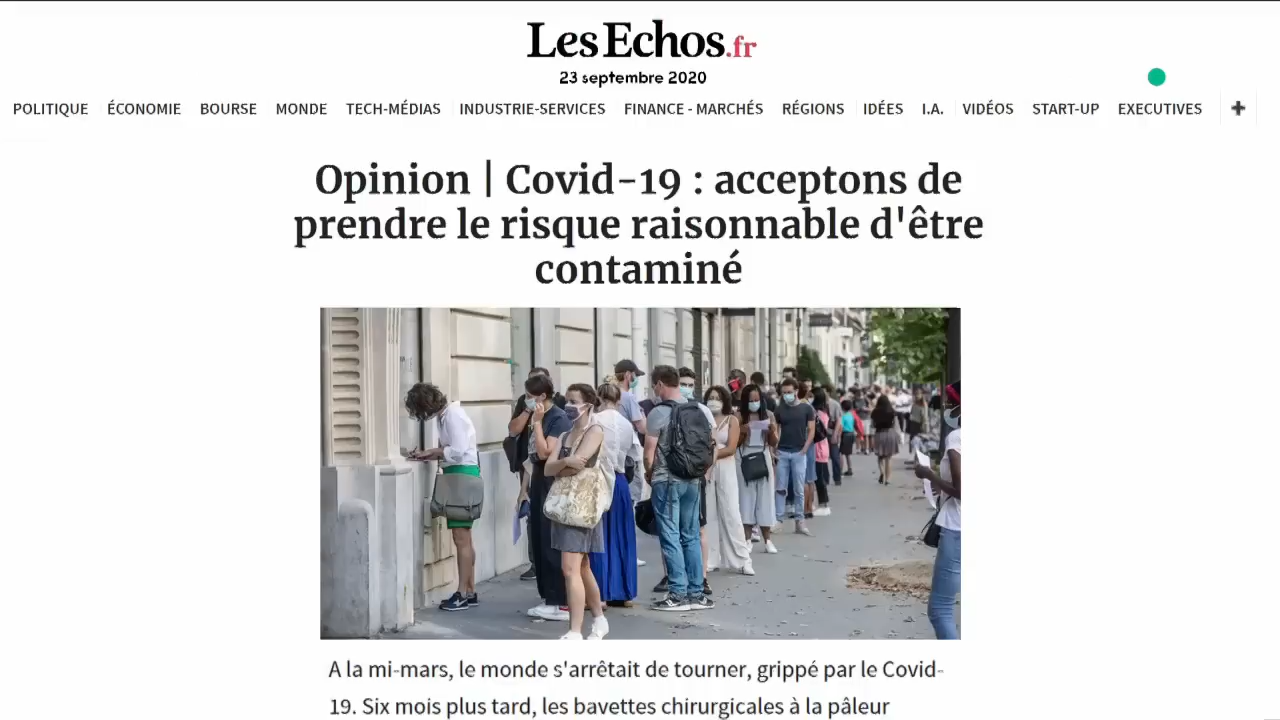 Les Echos.fr
23 septembre 2020
POLITIQUE ÉCONOMIE BOURSE MONDE TECH-MÉDIAS INDUSTRIE-SERVICES FINANCE - MARCHÉS RÉGIONS IDÉES I.A. VIDÉOS START-UP EXECUTIVES +
Opinion | Covid-19 : acceptons de
prendre le risque raisonnable d'être
contaminé
A la mi-mars, le monde s'arrêtait de tourner, grippé par le Covid-
19. Six mois plus tard, les bavettes chirurgicales à la pâleur